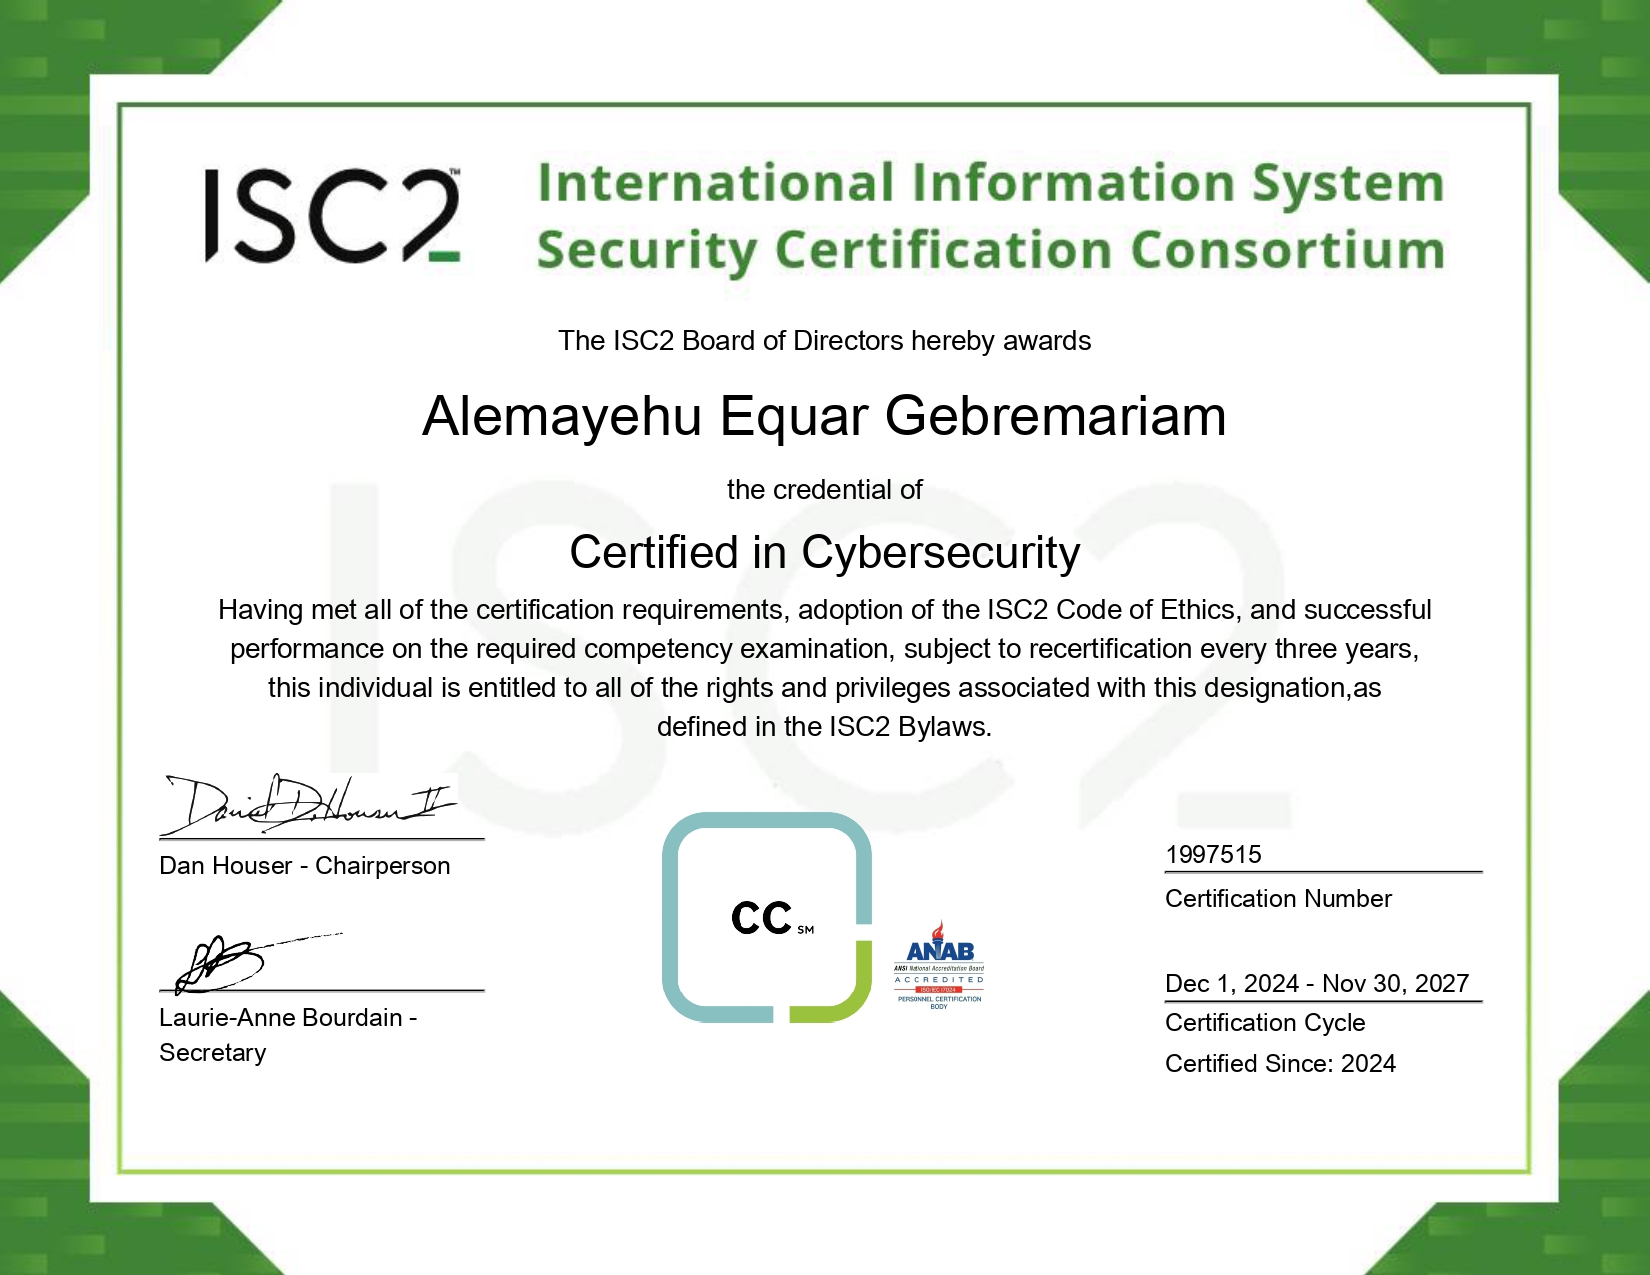 ISC2™
International Information System
Security Certification Consortium
The ISC2 Board of Directors hereby awards
Alemayehu Equar Gebremariam
the credential of
Certified in Cybersecurity
Having met all of the certification requirements, adoption of the ISC2 Code of Ethics, and successful
performance on the required competency examination, subject to recertification every three years,
this individual is entitled to all of the rights and privileges associated with this designation,as
defined in the ISC2 Bylaws.
David D. Houser II
Dan Houser - Chairperson
Laurie-Anne Bourdain -
Secretary
CC SM
ANAB
ANSI National Accreditation Board
ACCREDITED
ISO/IEC 17024
PERSONNEL CERTIFICATION
BODY
1997515
Certification Number
Dec 1, 2024 - Nov 30, 2027
Certification Cycle
Certified Since: 2024